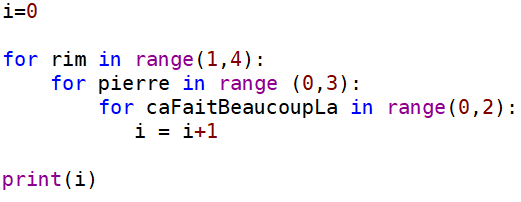 i=0
for rim in range(1,4):
    for pierre in range (0,3):
        for caFaitBeaucoupLa in range(0,2):
           i = i+1
print(i)